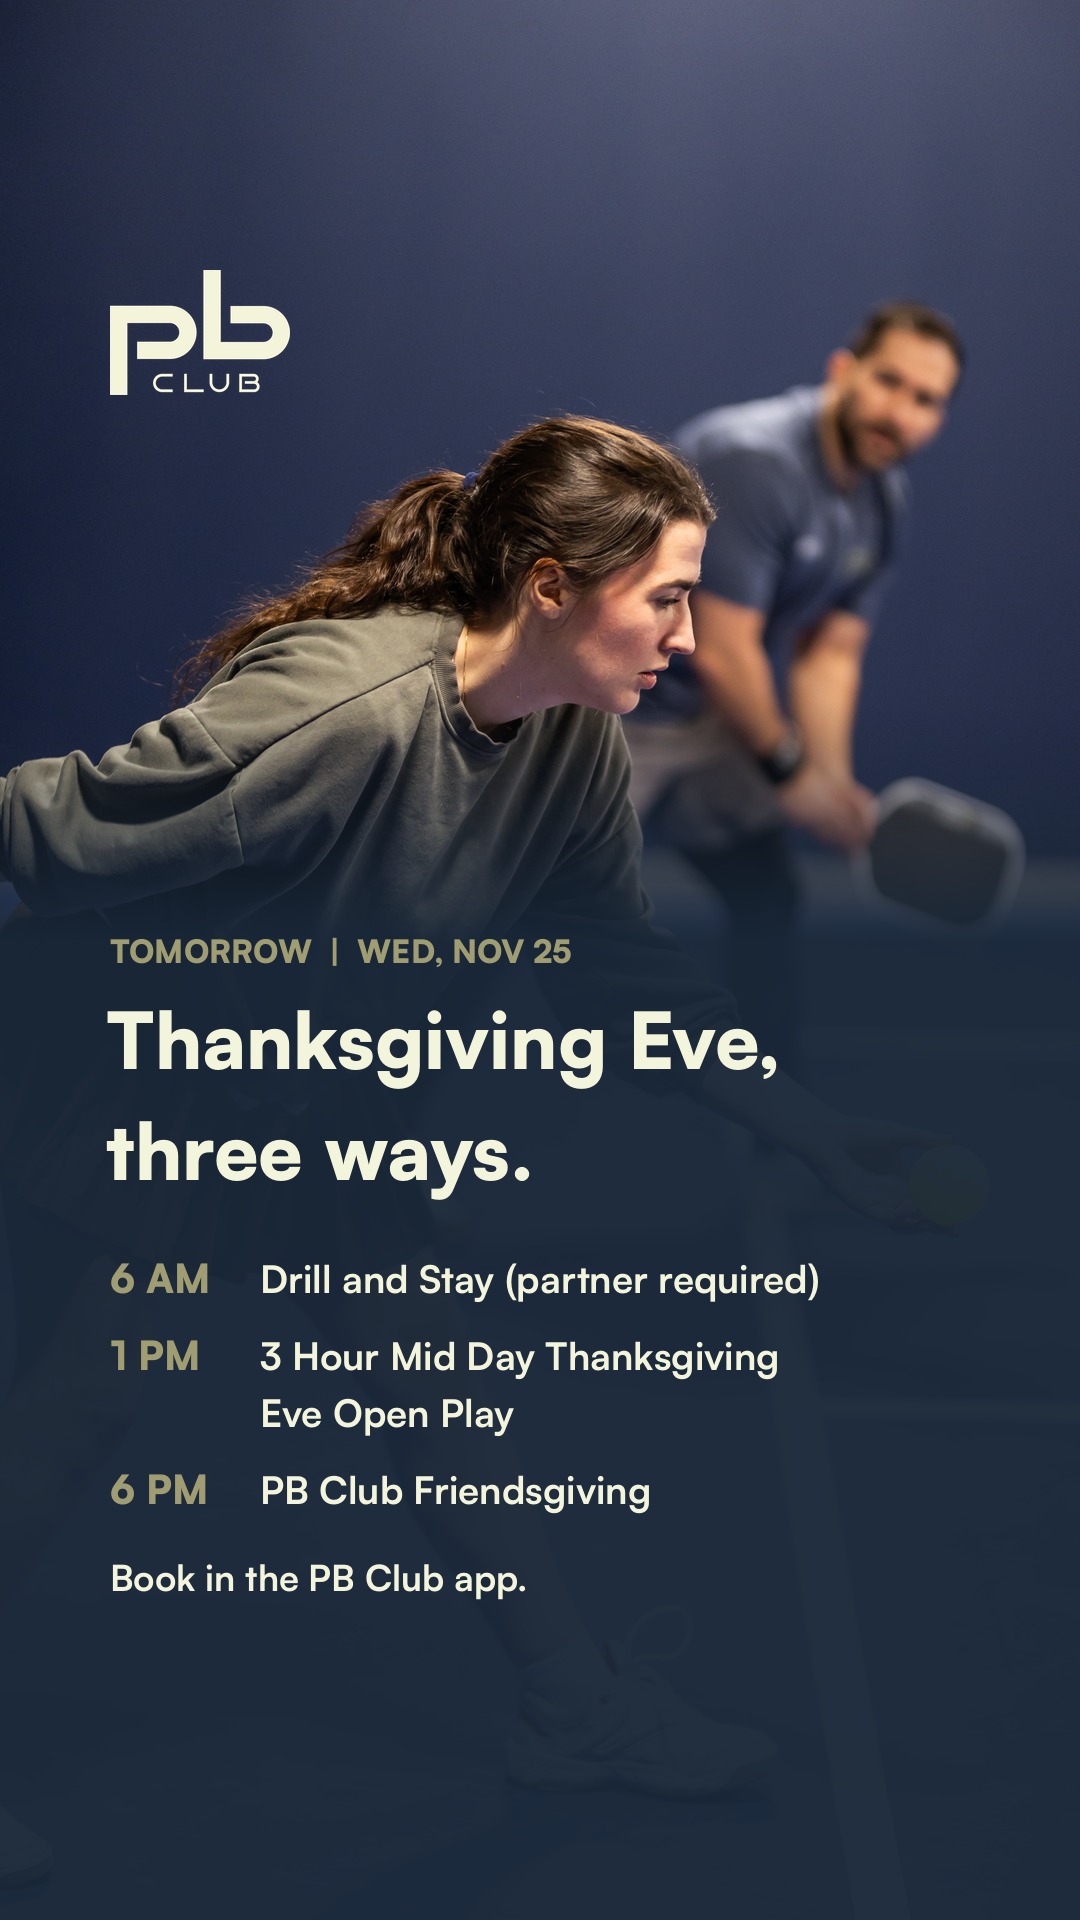 pb
CLUB
TOMORROW | WED, NOV 25
Thanksgiving Eve,
three ways.
6 AM Drill and Stay (partner required)
1 PM 3 Hour Mid Day Thanksgiving
Eve Open Play
6 PM PB Club Friendsgiving
Book in the PB Club app.